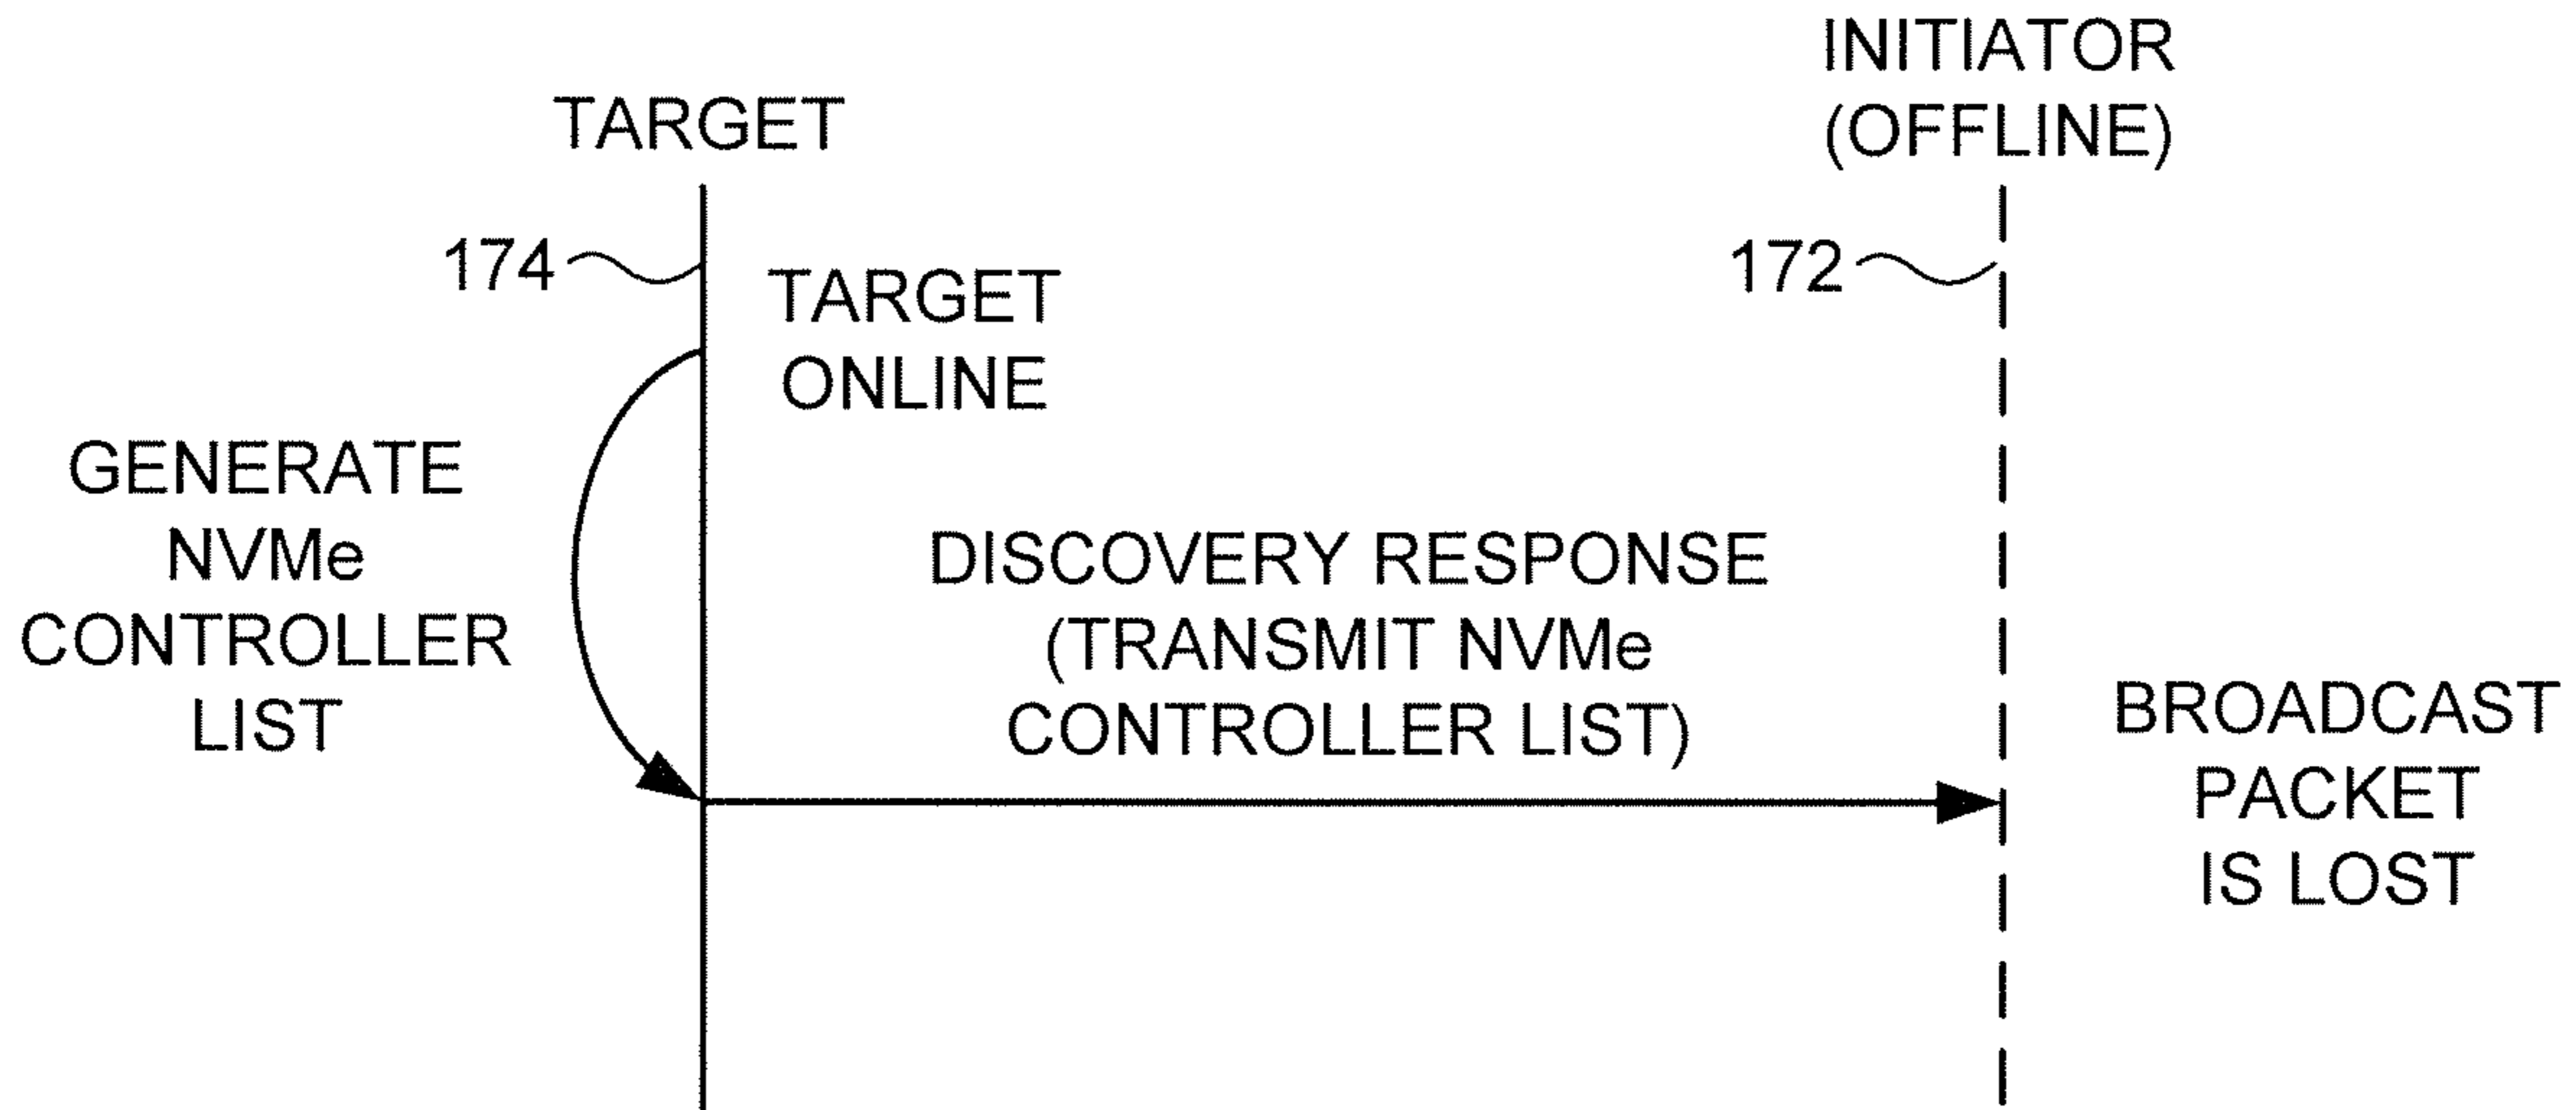 TARGET
INITIATOR
(OFFLINE)
174
172
TARGET
ONLINE
GENERATE
NVMe
CONTROLLER
LIST
DISCOVERY RESPONSE
(TRANSMIT NVMe
CONTROLLER LIST)
BROADCAST
PACKET
IS LOST